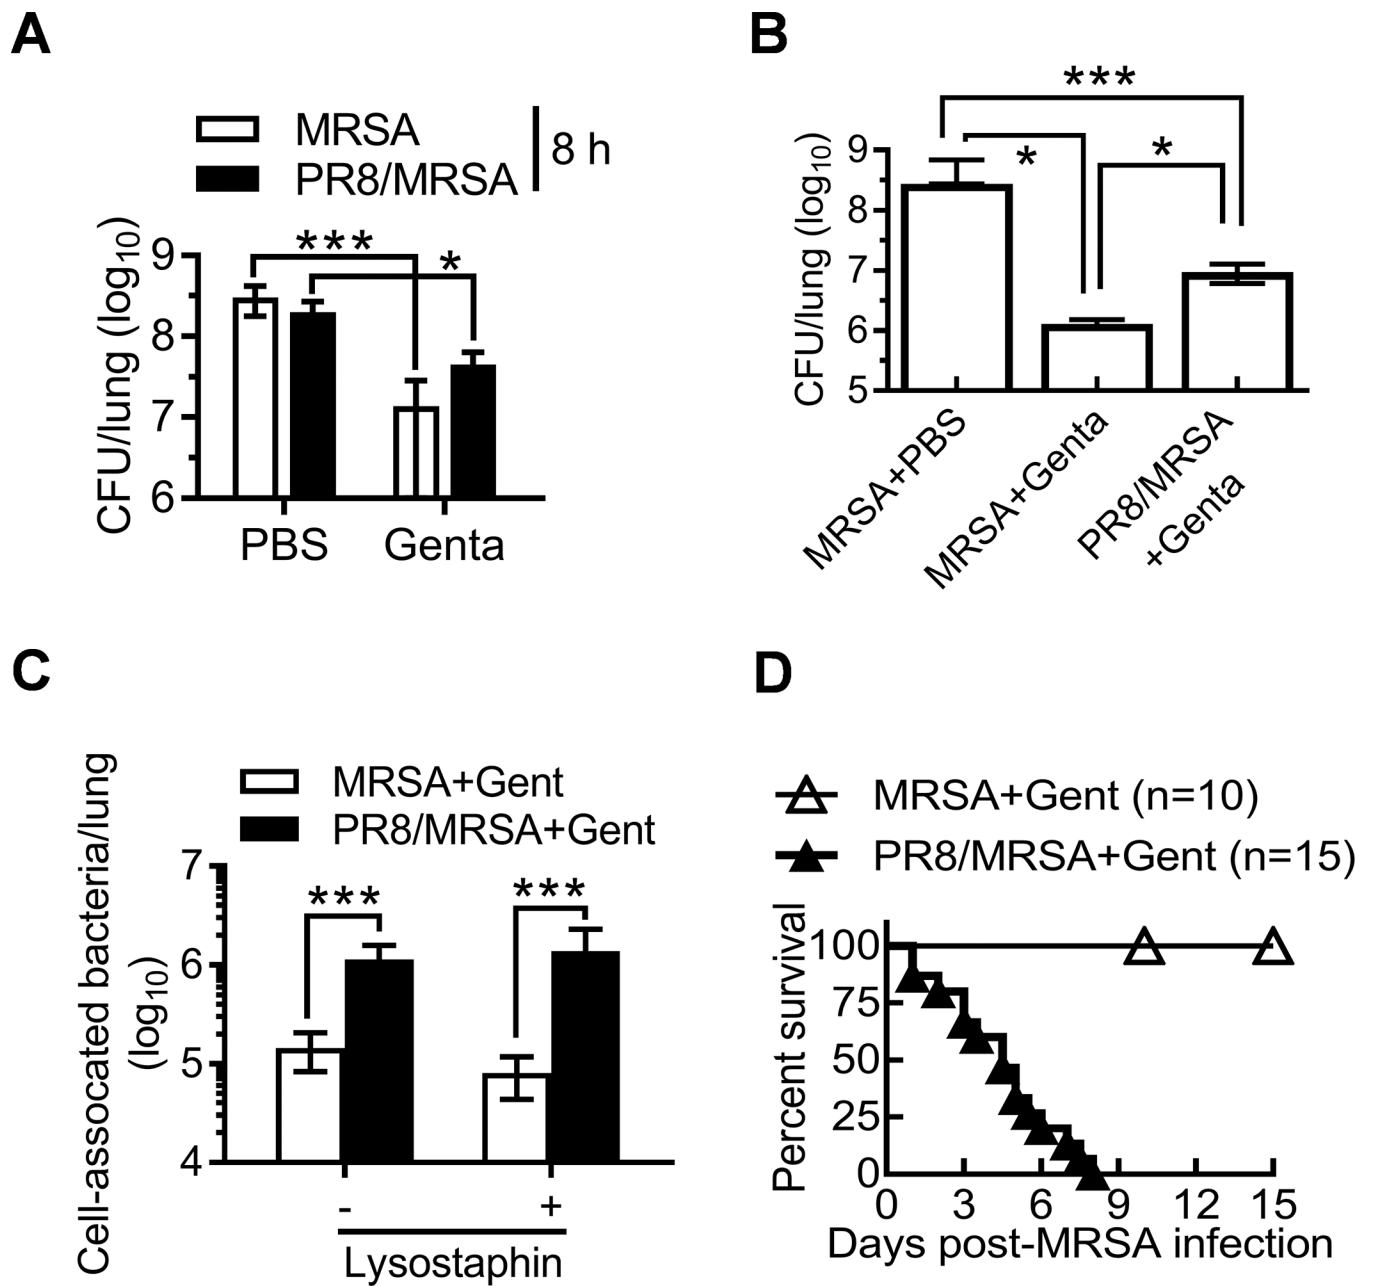 A
MRSA
PR8/MRSA
8 h
CFU/lung (log10)
9
8
7
6
***
*
PBS
Genta
B
***
*
*
CFU/lung (log10)
9
8
7
6
5
MRSA+PBS
MRSA+Genta
PR8/MRSA
+Genta
C
MRSA+Gent
PR8/MRSA+Gent
Cell-assocated bacteria/lung
(log10)
7
6
5
4
***
***
-
+
Lysostaphin
D
MRSA+Gent (n=10)
PR8/MRSA+Gent (n=15)
Percent survival
100
75
50
25
0
0 3 6 9 12 15
Days post-MRSA infection